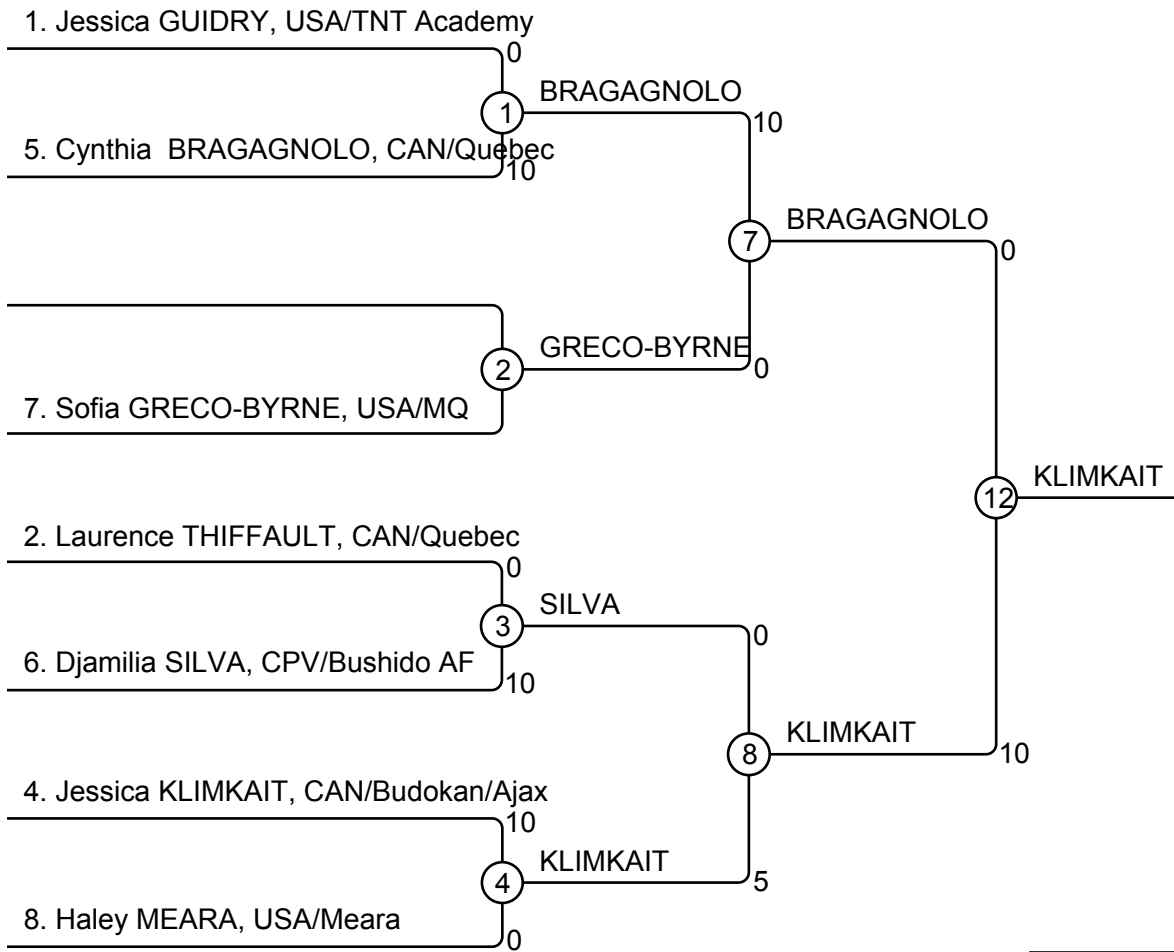 1. Jessica GUIDRY, USA/TNT Academy
0
1
BRAGAGNOLO
10
5. Cynthia  BRAGAGNOLO, CAN/Quebec
10
7
BRAGAGNOLO
0
2
GRECO-BYRNE
0
7. Sofia GRECO-BYRNE, USA/MQ
12
KLIMKAIT
2. Laurence THIFFAULT, CAN/Quebec
0
3
SILVA
0
6. Djamilia SILVA, CPV/Bushido AF
10
8
KLIMKAIT
10
4. Jessica KLIMKAIT, CAN/Budokan/Ajax
10
4
KLIMKAIT
5
8. Haley MEARA, USA/Meara
0